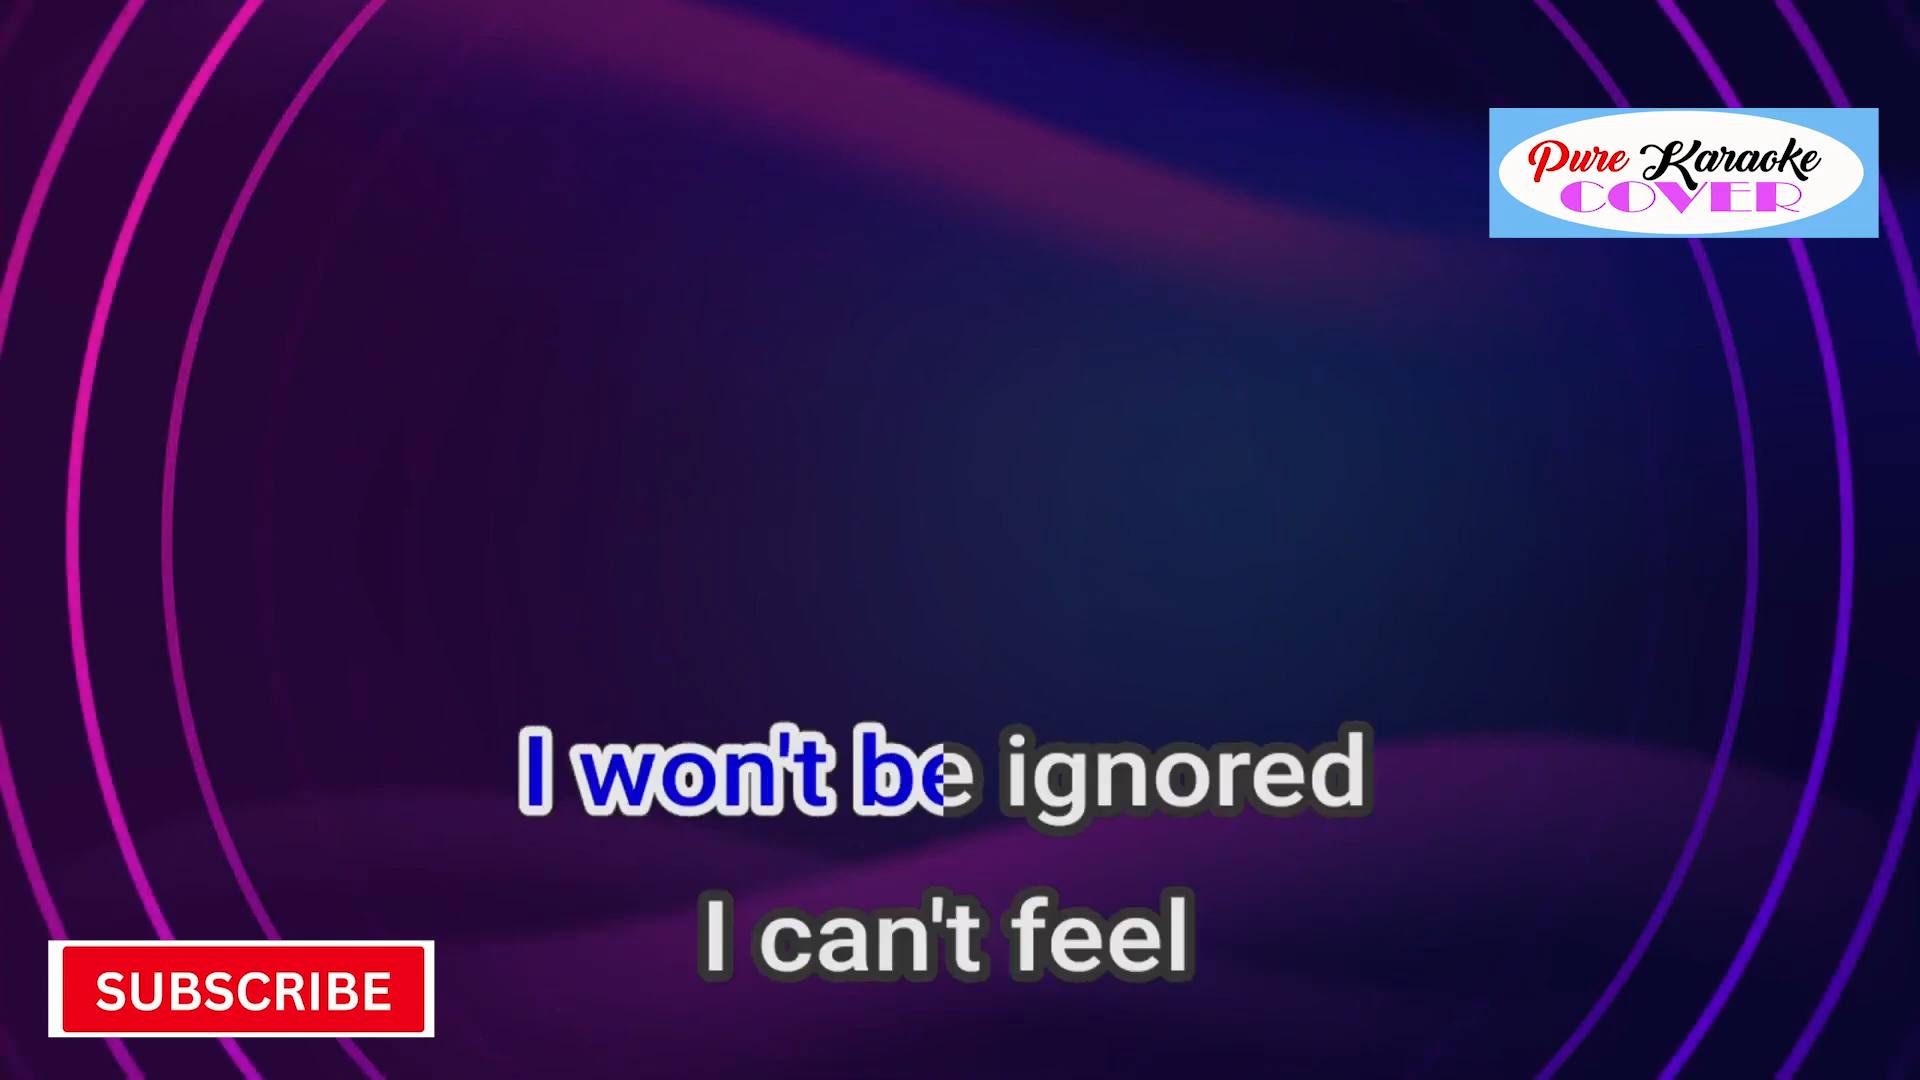 Pure Karaoke
COVER
I won't be ignored
I can't feel
SUBSCRIBE